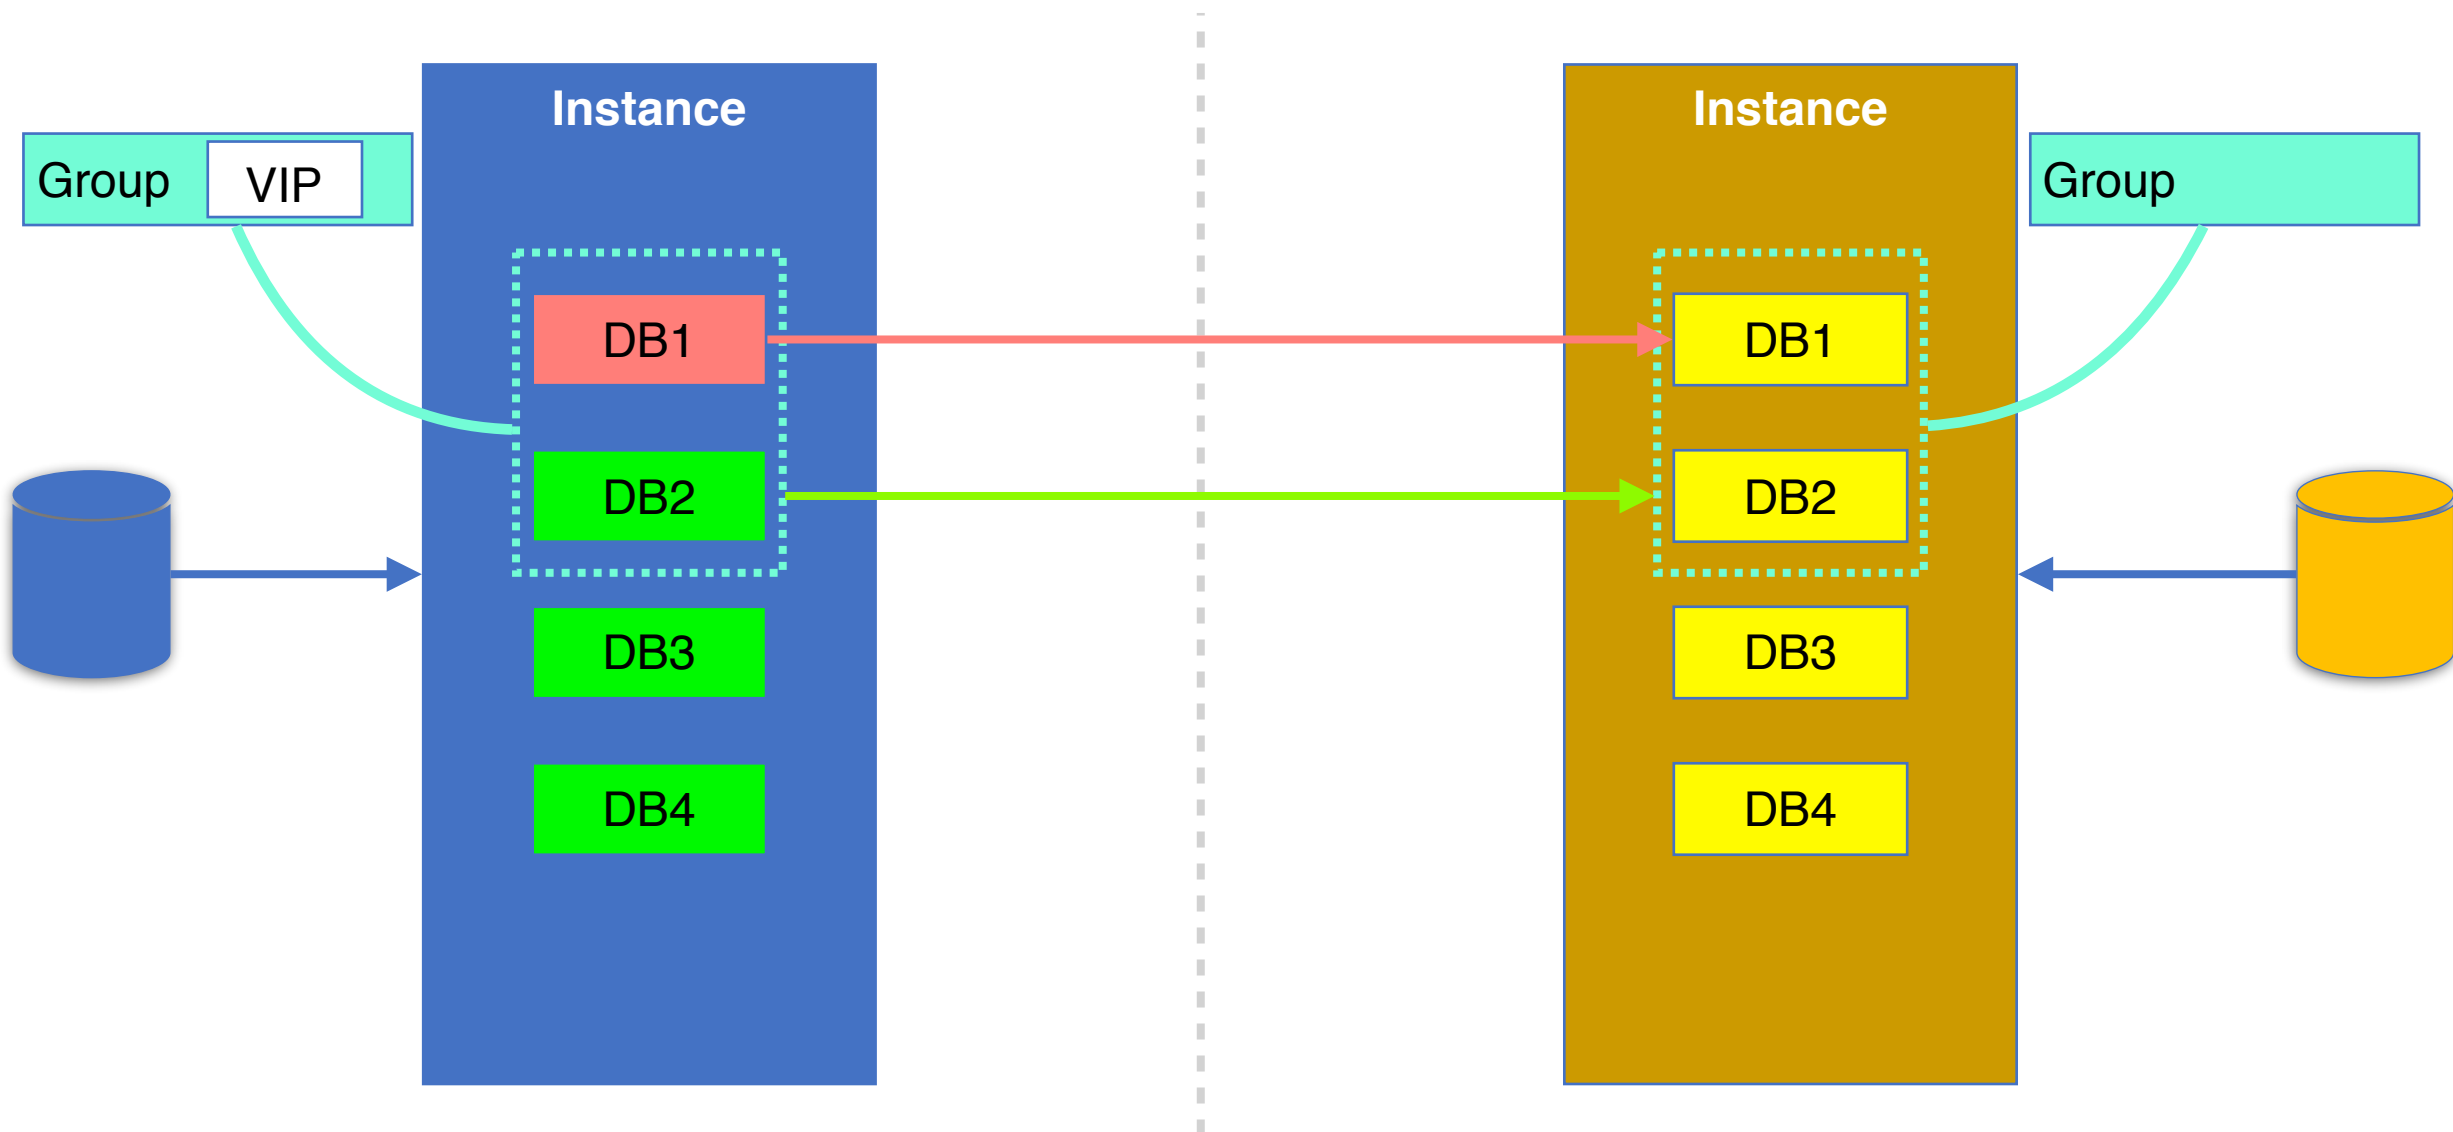 Instance
Group
VIP
DB1
DB2
DB3
DB4
Instance
Group
DB1
DB2
DB3
DB4